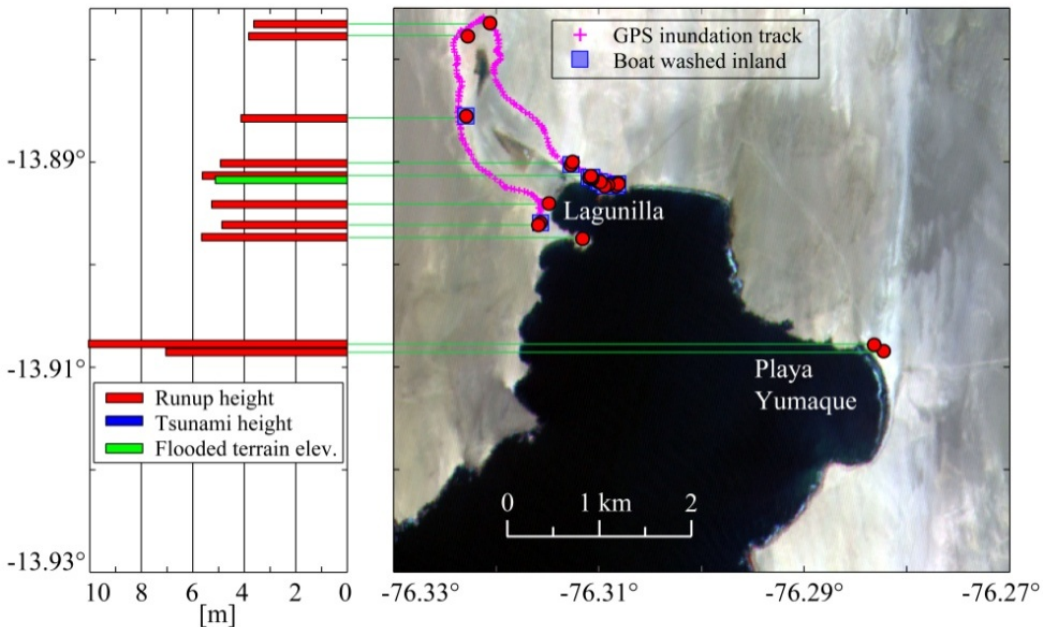 GPS inundation track
Boat washed inland
-13.89°
Lagunilla
-13.91°
Playa
Yumaque
Runup height
Tsunami height
Flooded terrain elev.
0 1 km 2
-13.93°
10 8 6 4 2 0
[m]
-76.33° -76.31° -76.29° -76.27°